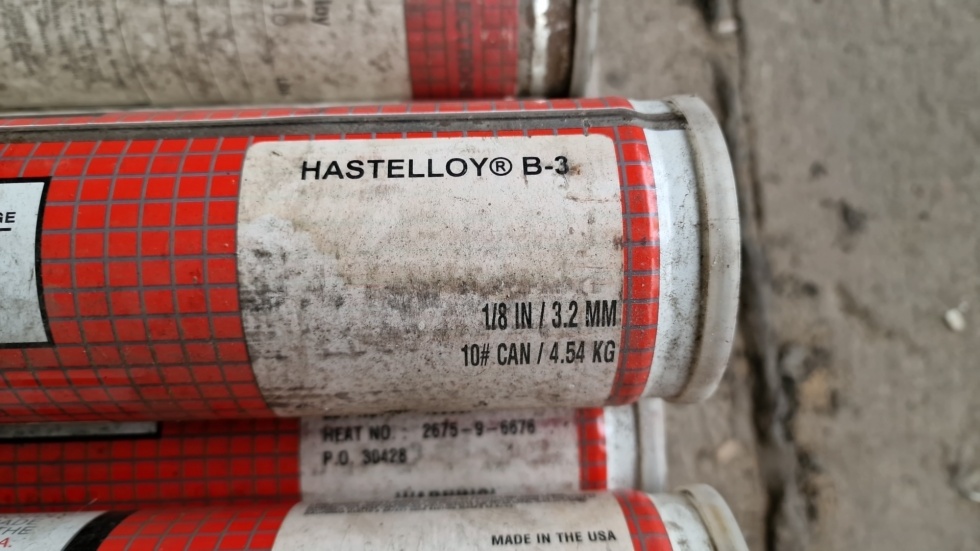 HASTELLOY® B-3
1/8 IN / 3.2 MM
10# CAN / 4.54 KG
HEAT NO : 2675-9-6676
P.O. 30428
WARNING!
MADE IN THE USA